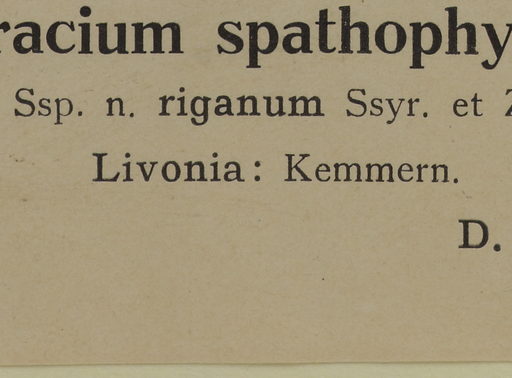 racium spathophy
Ssp. n. riganum Ssyr. et Z
Livonia: Kemmern.
D.